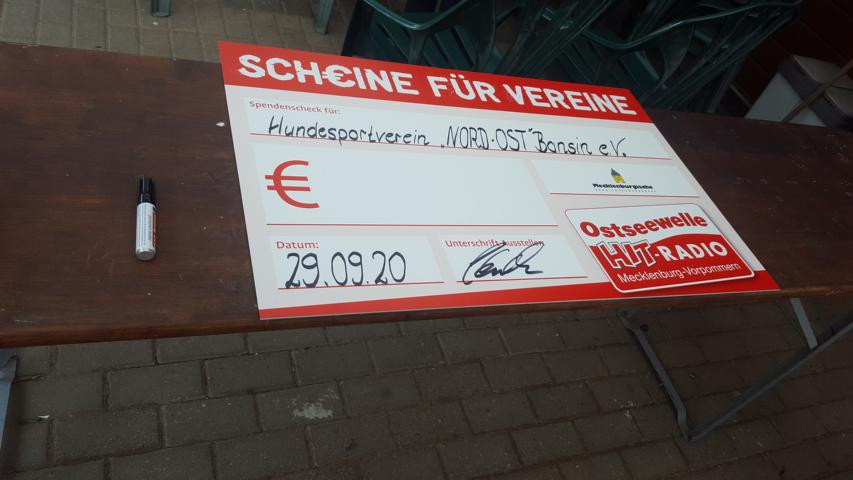 SCH€INE FÜR VEREINE
Spendenscheck für:
Hundesportverein „NORD-OST" Bansin e.V.
€
Mecklenburgische
Datum:
Unterschrift Aussteller:
29.09.20
Ostseewelle
HIT-RADIO
Mecklenburg-Vorpommern